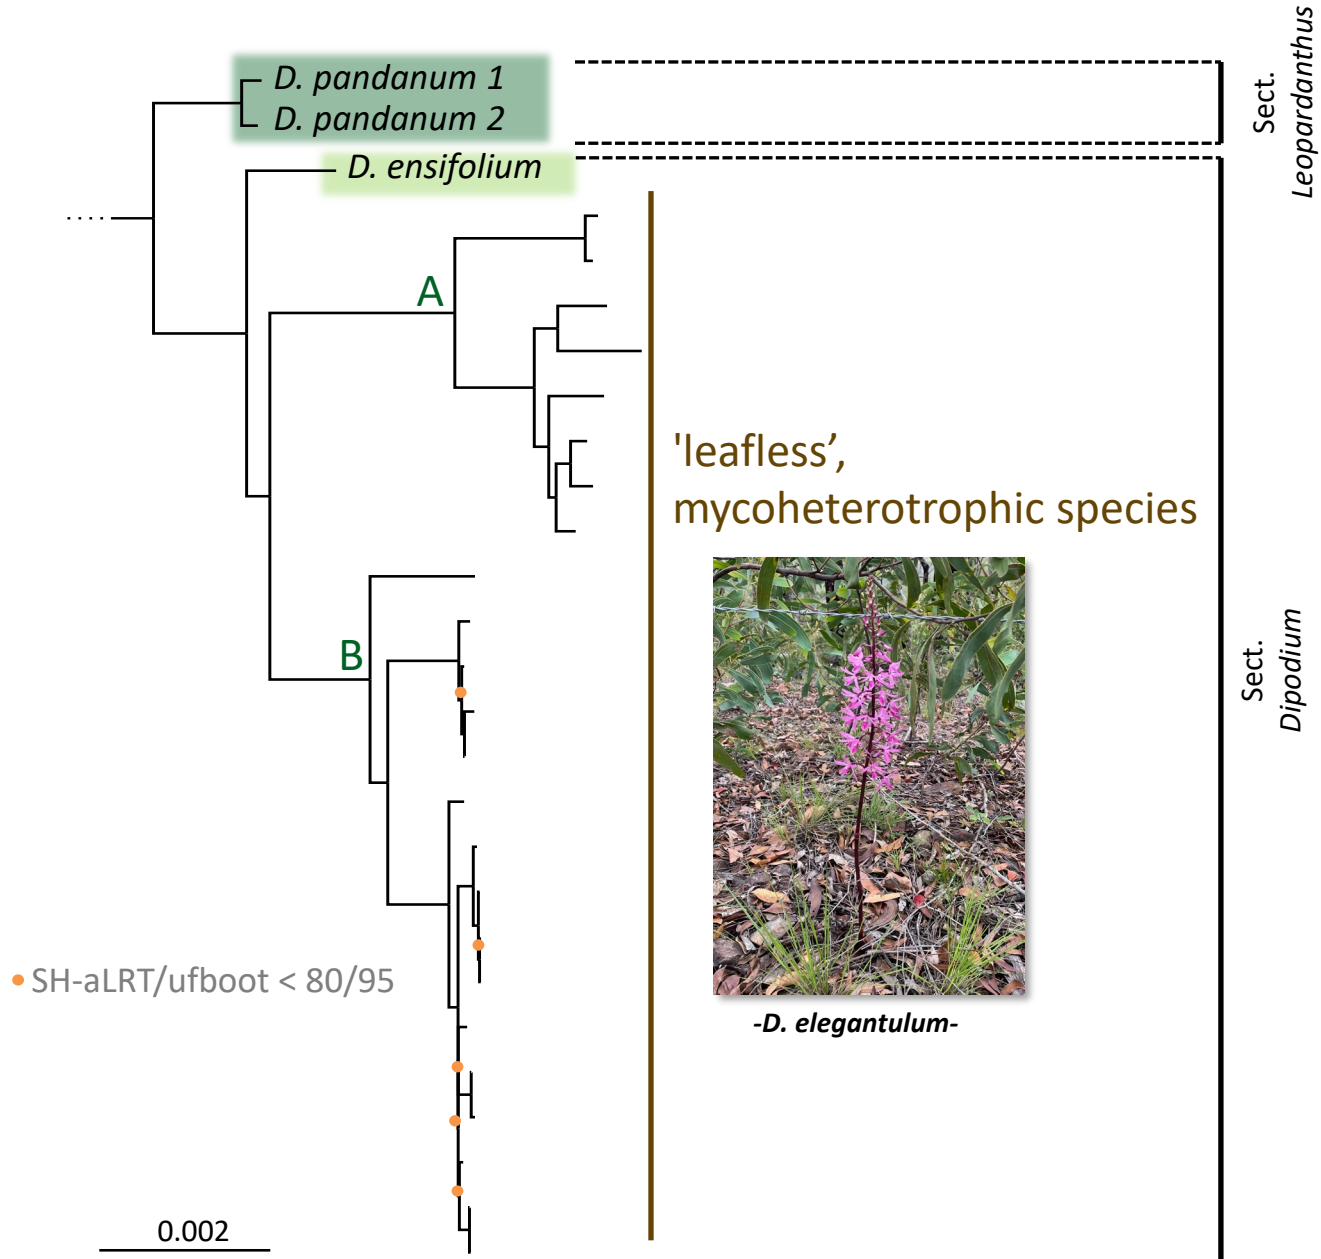 D. pandanum 1
D. pandanum 2
D. ensifolium
Sect.
Leopardanthus
A
'leafless’,
mycoheterotrophic species
B
Sect.
Dipodium
SH-aLRT/ufboot < 80/95
-D. elegantulum-
0.002